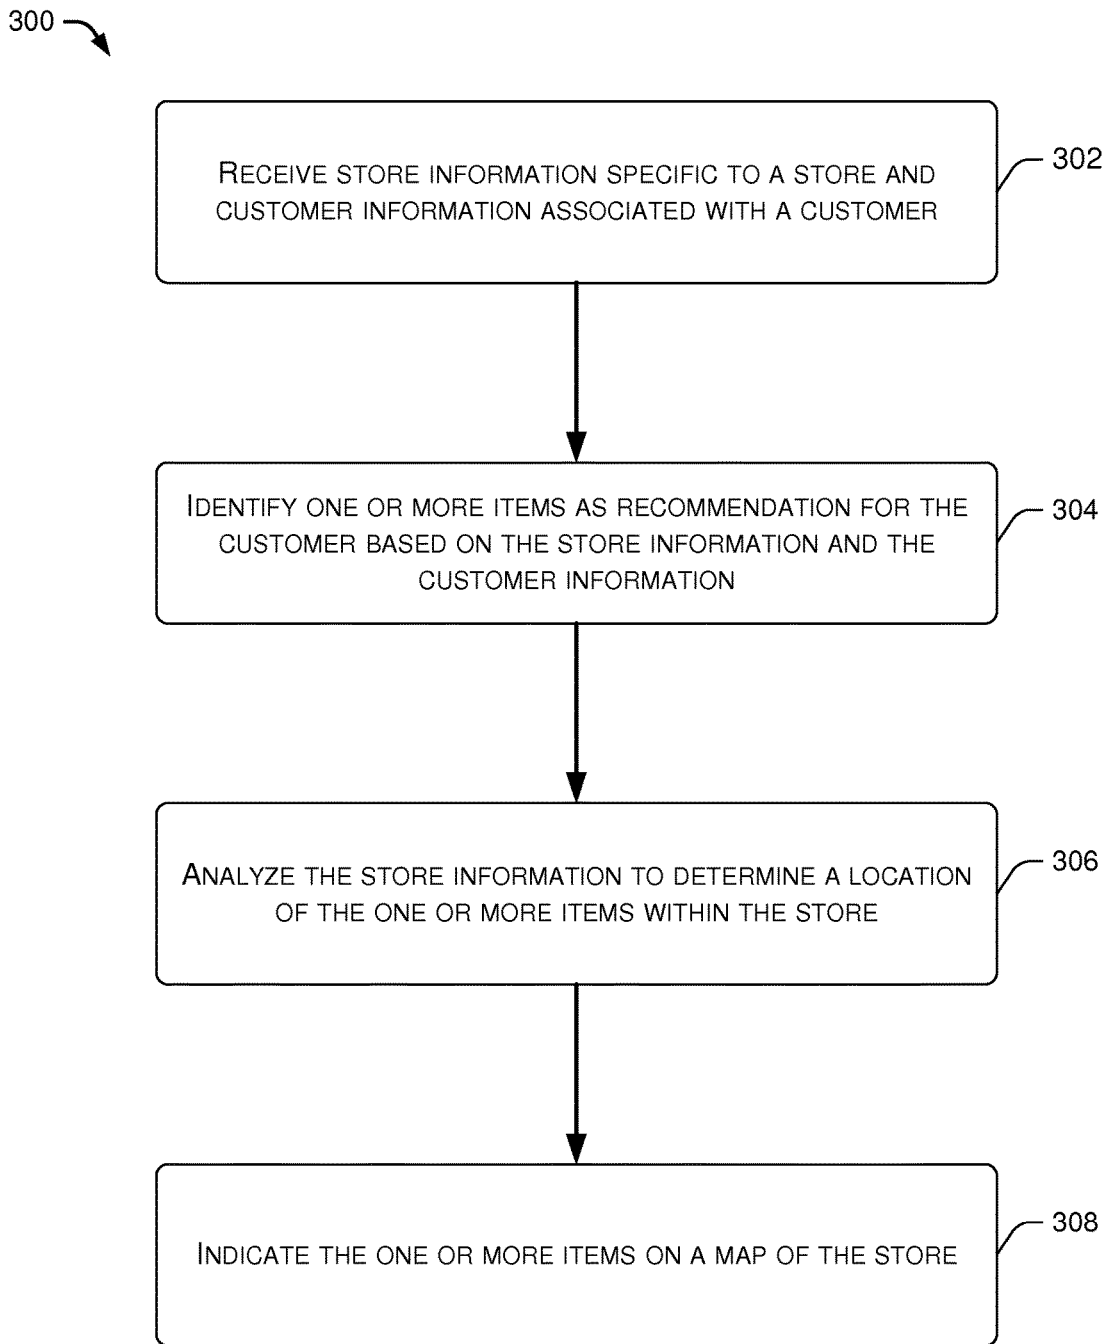 300
RECEIVE STORE INFORMATION SPECIFIC TO A STORE AND
CUSTOMER INFORMATION ASSOCIATED WITH A CUSTOMER
302
IDENTIFY ONE OR MORE ITEMS AS RECOMMENDATION FOR THE
CUSTOMER BASED ON THE STORE INFORMATION AND THE
CUSTOMER INFORMATION
304
ANALYZE THE STORE INFORMATION TO DETERMINE A LOCATION
OF THE ONE OR MORE ITEMS WITHIN THE STORE
306
INDICATE THE ONE OR MORE ITEMS ON A MAP OF THE STORE
308